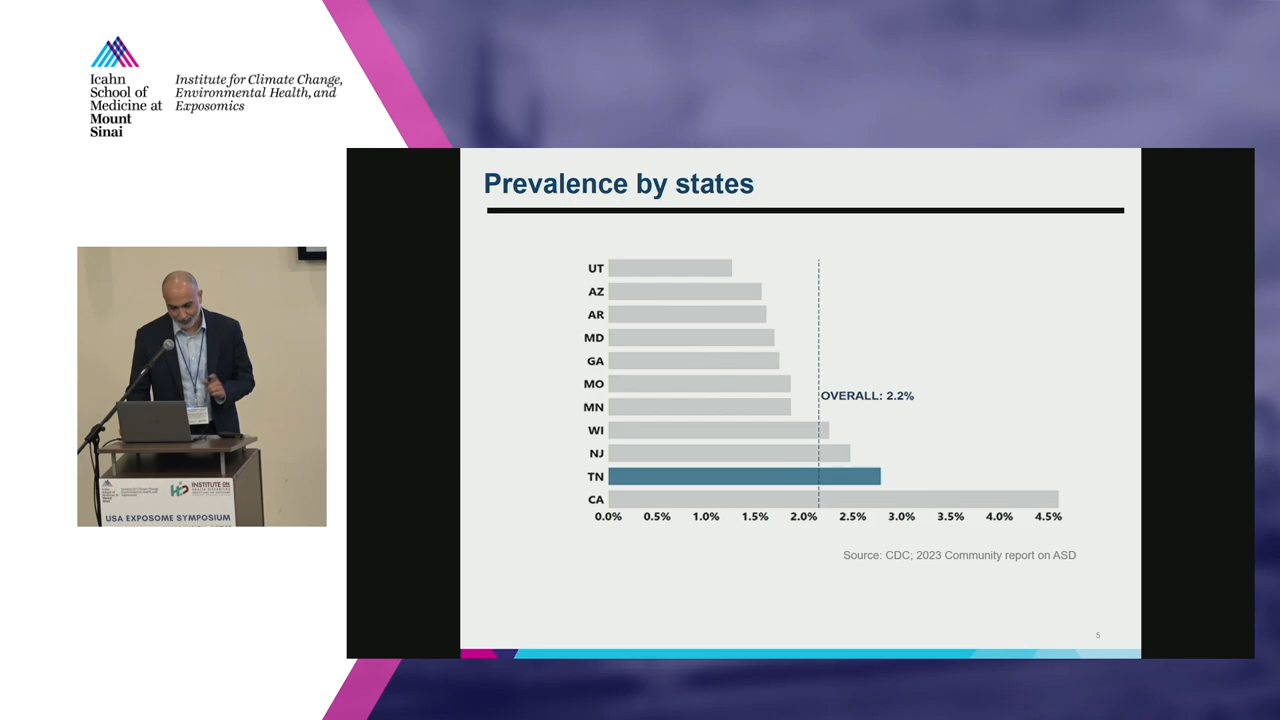 Icahn
School of
Medicine at
Mount
Sinai
Institute for Climate Change,
Environmental Health, and
Exposomics
Prevalence by states
UT
AZ
AR
MD
GA
MO
MN
WI
NJ
TN
CA
OVERALL: 2.2%
0.0% 0.5% 1.0% 1.5% 2.0% 2.5% 3.0% 3.5% 4.0% 4.5%
Source: CDC; 2023 Community report on ASD
5
INSTITUTE ON
USA EXPOSOME SYMPOSIUM